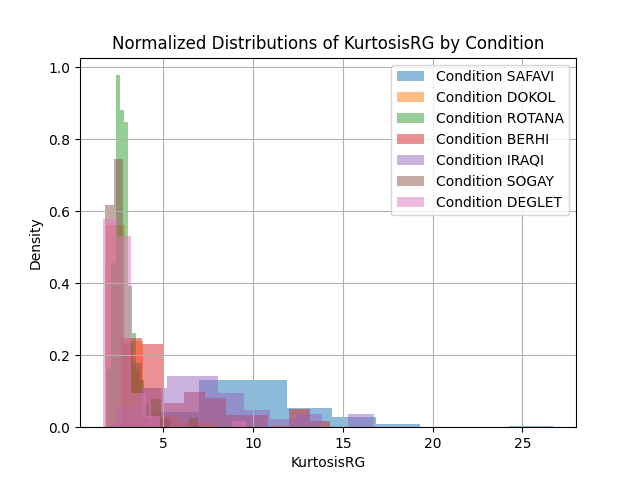 Normalized Distributions of KurtosisRG by Condition
1.0
0.8
0.6
0.4
0.2
0.0
Density
Condition SAFAVI
Condition DOKOL
Condition ROTANA
Condition BERHI
Condition IRAQI
Condition SOGAY
Condition DEGLET
5 10 15 20 25
KurtosisRG